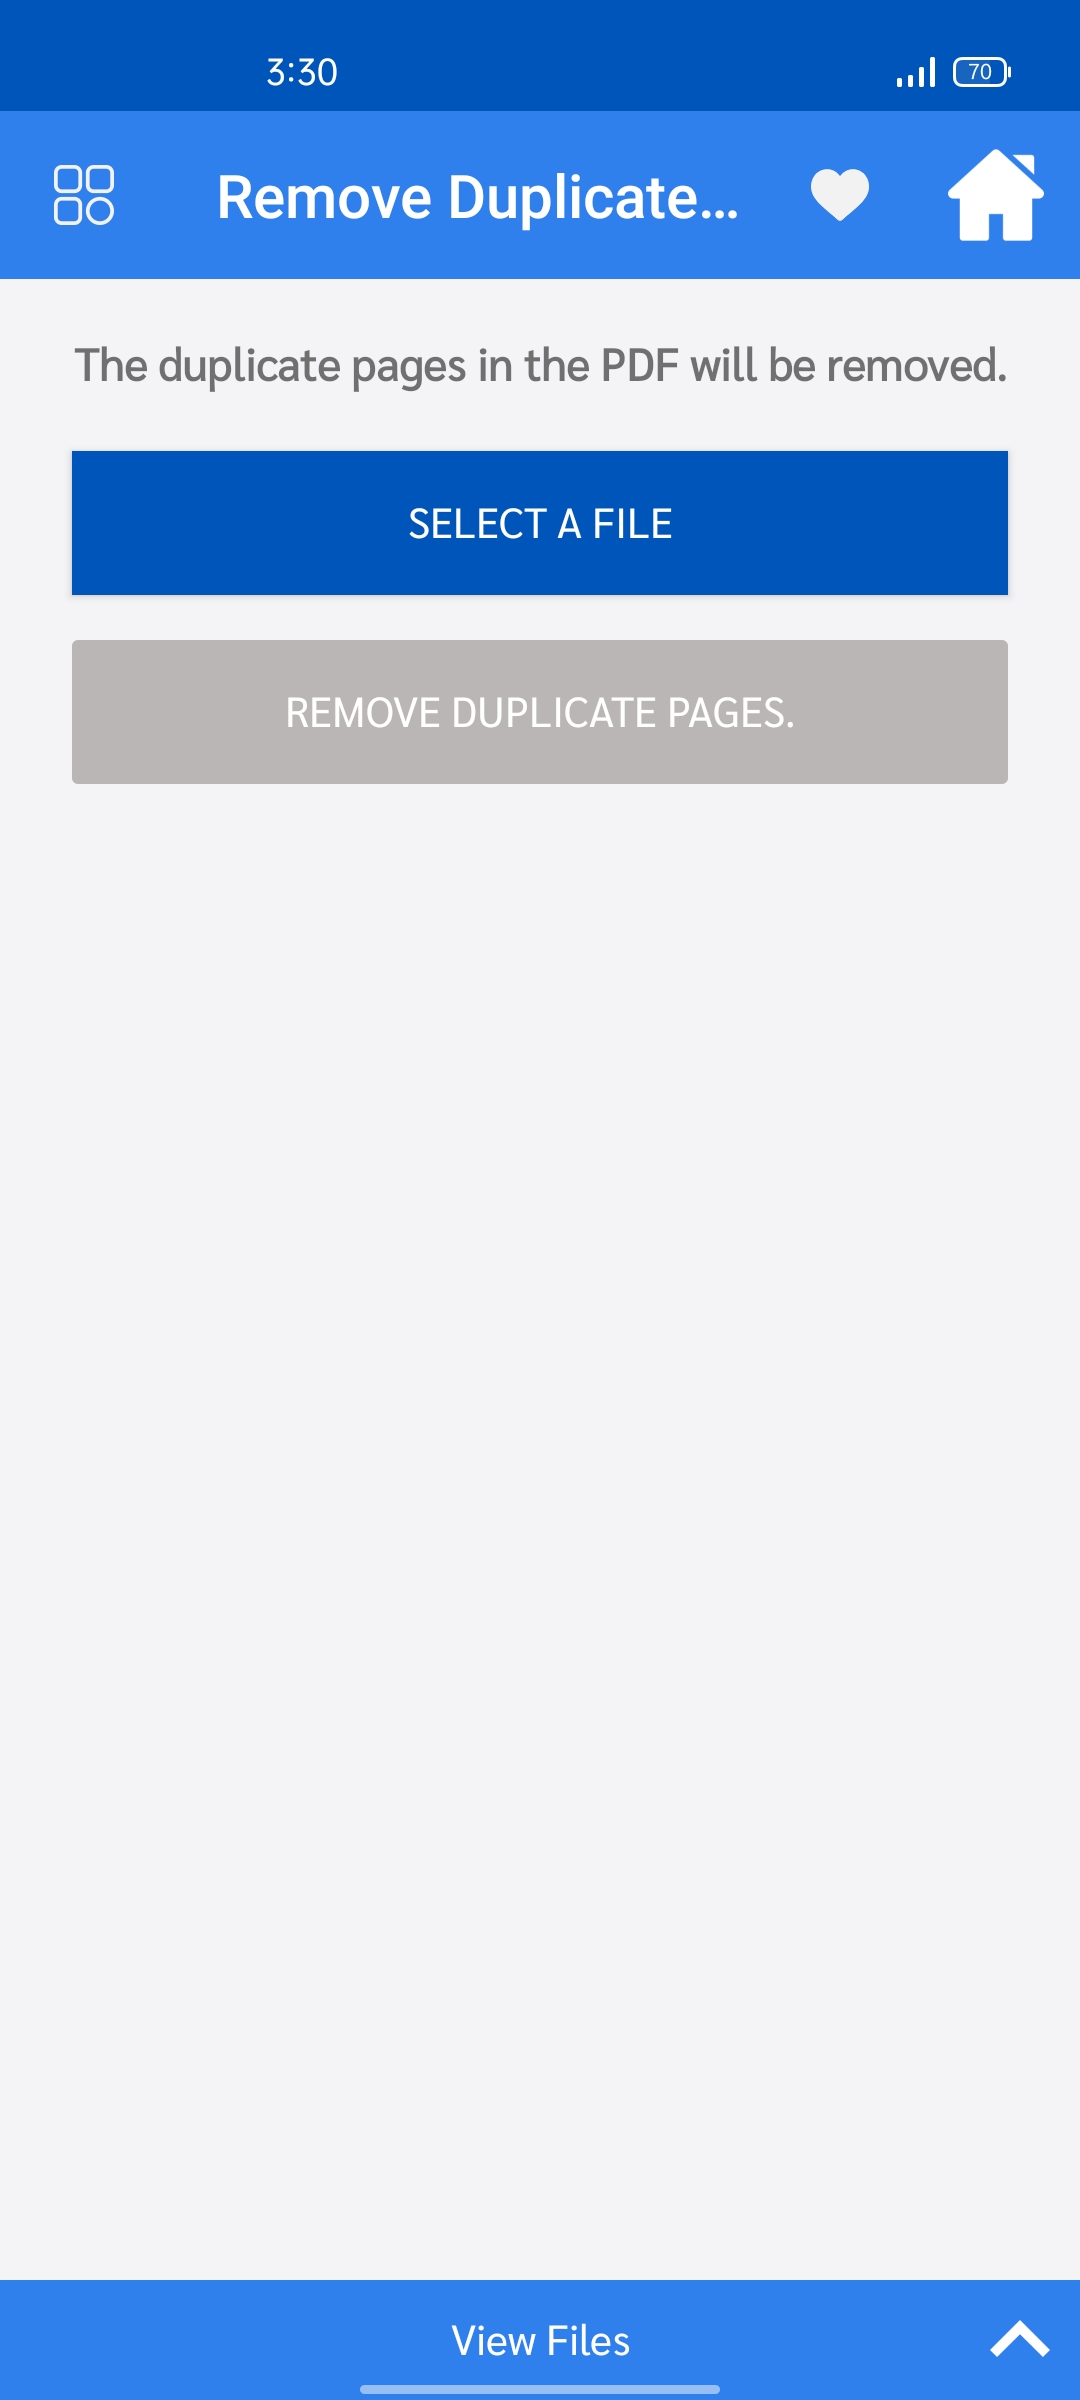 3:30
70
Remove Duplicate...
The duplicate pages in the PDF will be removed.
SELECT A FILE
REMOVE DUPLICATE PAGES.
View Files